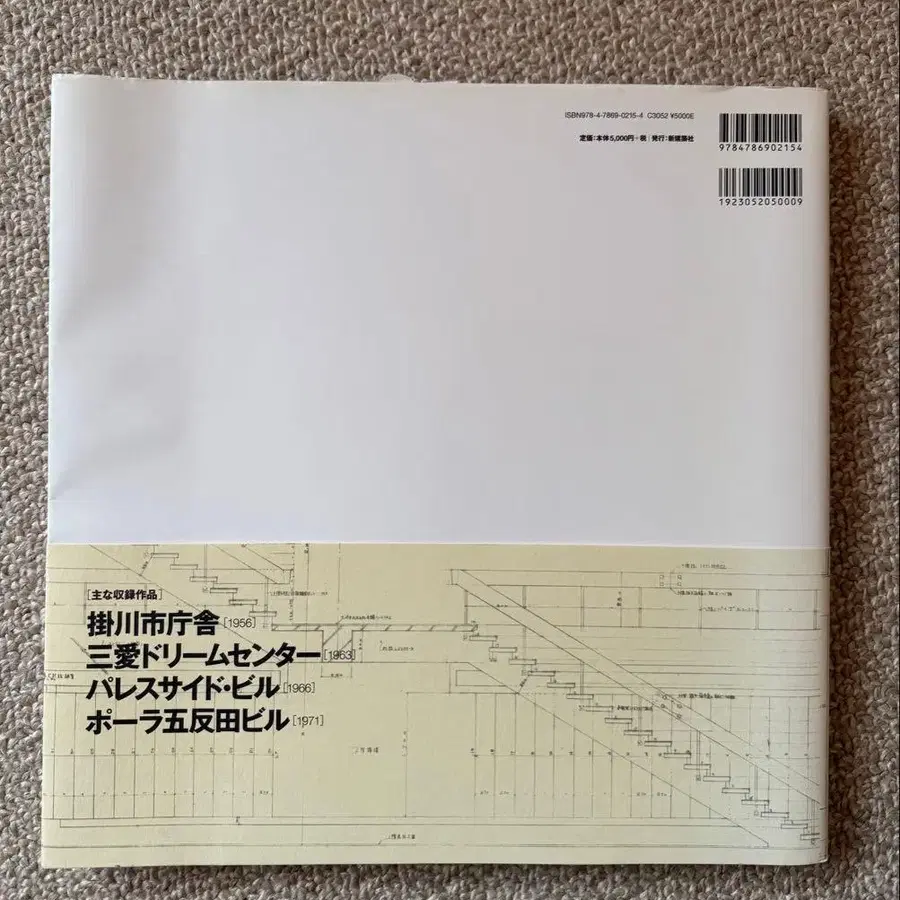 ISBN978-4-7869-0215-4 C3052 ¥5000E
定価:本体5,000円+税 発行:新建築社
9784786902154
1923052050009
[主な収録作品]
掛川市庁舎[1956]
三愛ドリームセンター[1963]
パレスサイド・ビル[1966]
ポーラ五反田ビル[1971]